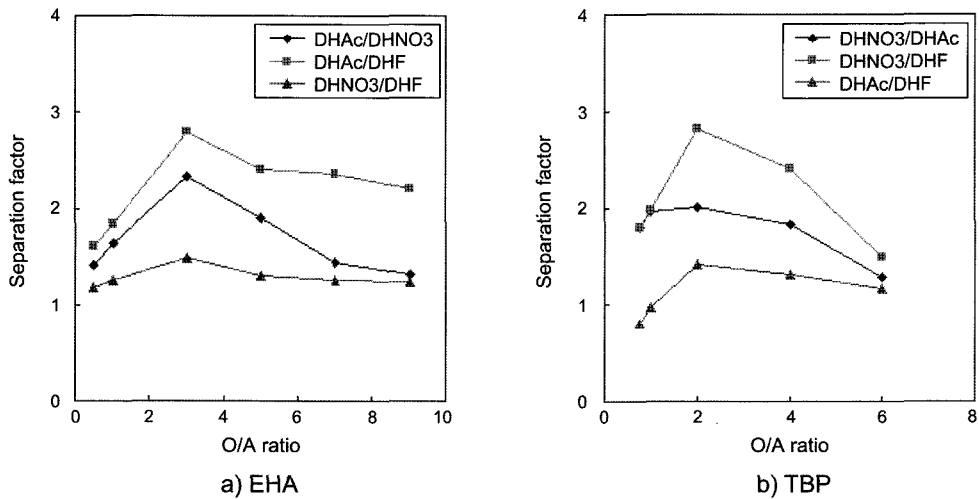 4
DHAc/DHNO3
DHAc/DHF
DHNO3/DHF
3
2
1
0
Separation factor
0 2 4 6 8 10
O/A ratio
a) EHA
4
DHNO3/DHAc
DHNO3/DHF
DHAc/DHF
3
2
1
0
Separation factor
0 2 4 6 8
O/A ratio
b) TBP